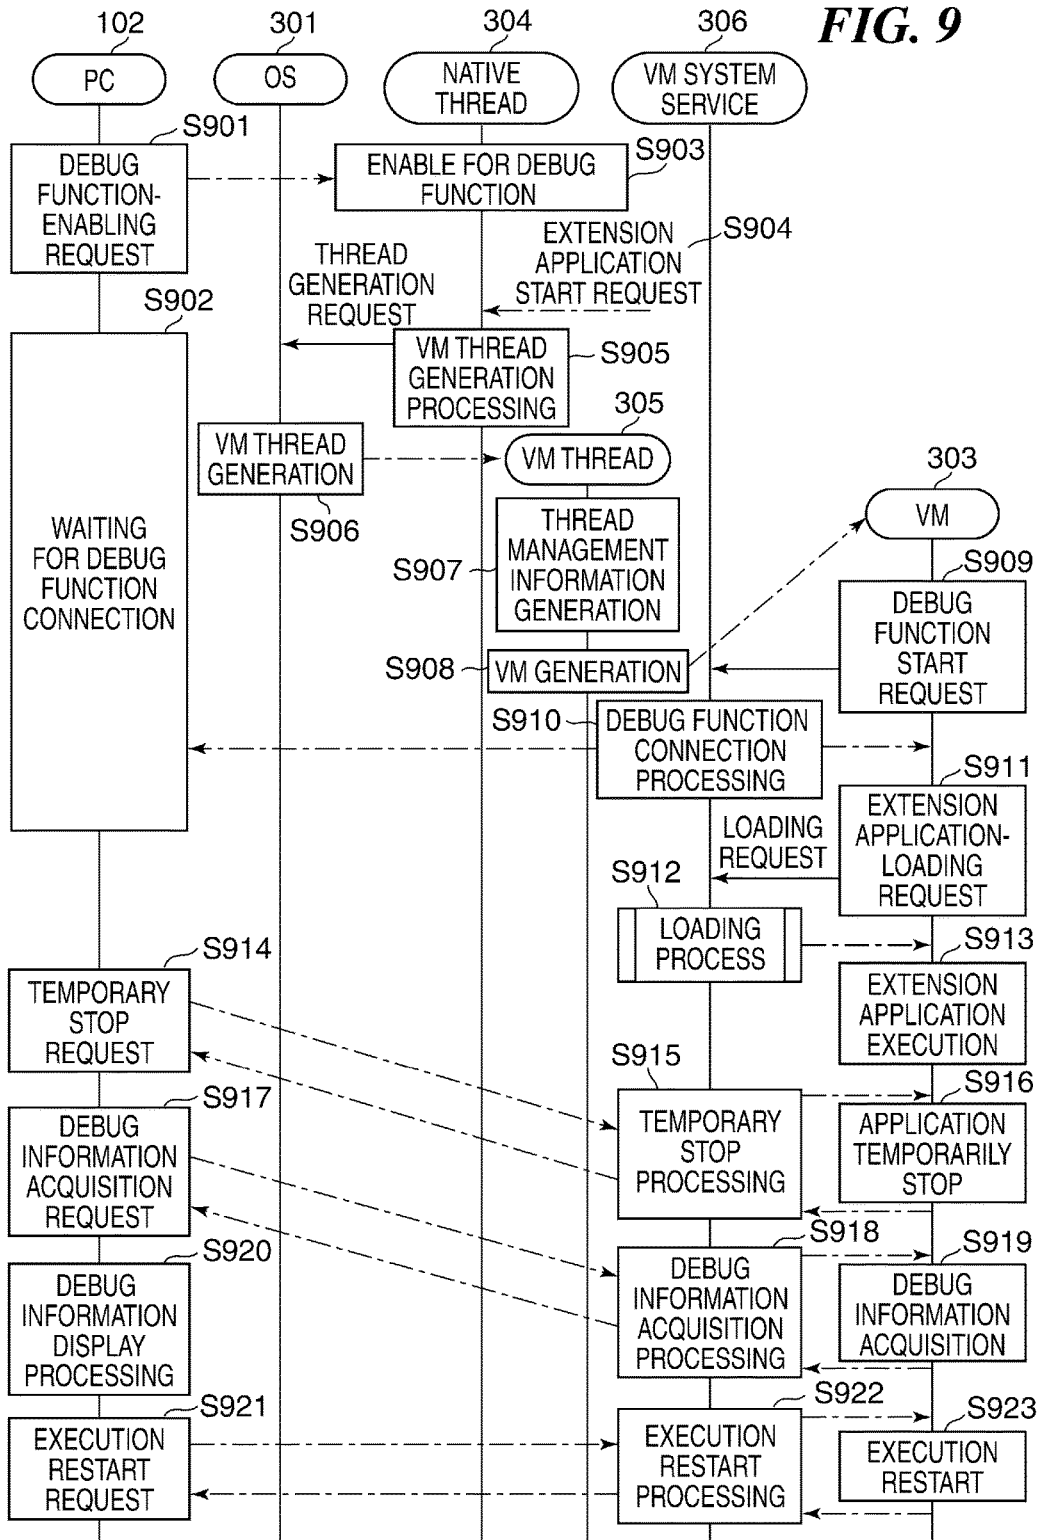 FIG. 9
102
301
304
306
PC
OS
NATIVE
THREAD
VM SYSTEM
SERVICE
S901
DEBUG
FUNCTION-
ENABLING
REQUEST
S903
ENABLE FOR DEBUG
FUNCTION
S904
EXTENSION
APPLICATION
START REQUEST
THREAD
GENERATION
REQUEST
S902
WAITING
FOR DEBUG
FUNCTION
CONNECTION
S905
VM THREAD
GENERATION
PROCESSING
305
VM THREAD
VM THREAD
GENERATION
S906
303
VM
S907
THREAD
MANAGEMENT
INFORMATION
GENERATION
S909
DEBUG
FUNCTION
START
REQUEST
S908
VM GENERATION
S910
DEBUG FUNCTION
CONNECTION
PROCESSING
S911
EXTENSION
APPLICATION-
LOADING
REQUEST
LOADING
REQUEST
S912
LOADING
PROCESS
S913
EXTENSION
APPLICATION
EXECUTION
S914
TEMPORARY
STOP
REQUEST
S915
TEMPORARY
STOP
PROCESSING
S916
APPLICATION
TEMPORARILY
STOP
S917
DEBUG
INFORMATION
ACQUISITION
REQUEST
S918
DEBUG
INFORMATION
ACQUISITION
PROCESSING
S919
DEBUG
INFORMATION
ACQUISITION
S920
DEBUG
INFORMATION
DISPLAY
PROCESSING
S921
EXECUTION
RESTART
REQUEST
S922
EXECUTION
RESTART
PROCESSING
S923
EXECUTION
RESTART